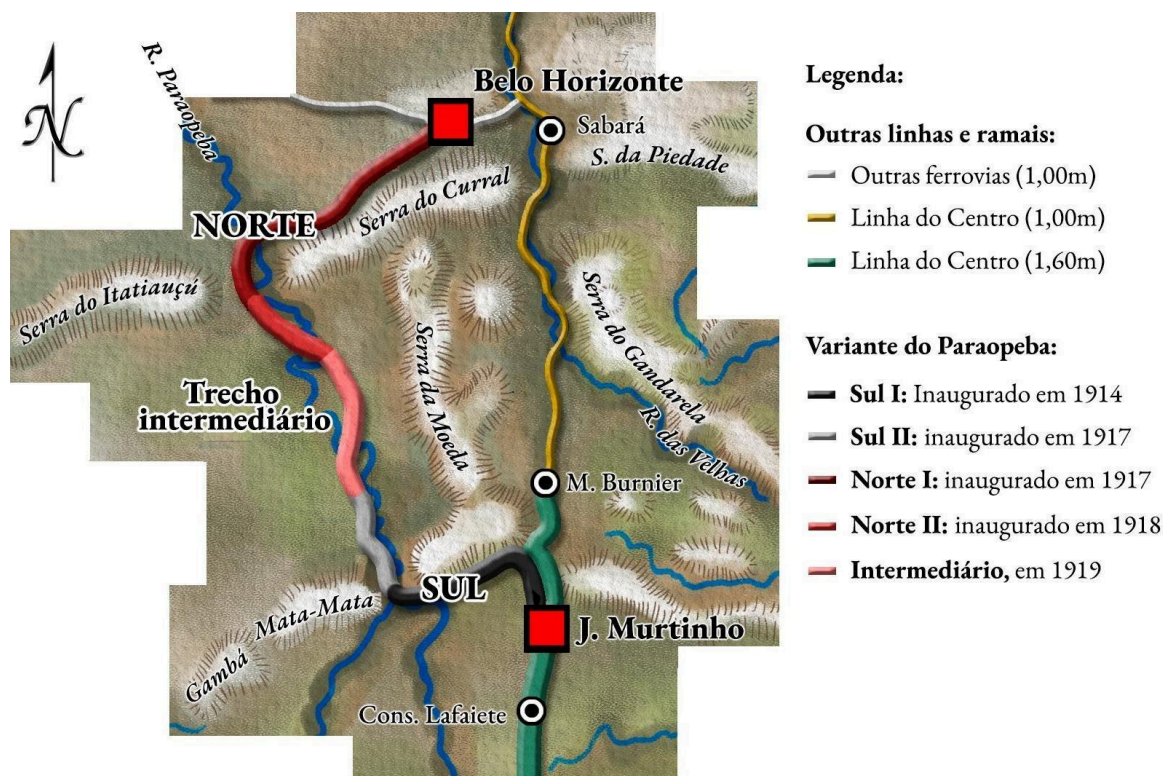 N
R. Paraopeba
Belo Horizonte
Sabará
S. da Piedade
Serra do Curral
NORTE
Serra do Itatiauçú
Serra da Moeda
Serra do Gandarela
R. das Velhas
Trecho
intermediário
M. Burnier
SUL
Mata-Mata
Gambá
J. Murtinho
Cons. Lafaiete
Legenda:
Outras linhas e ramais:
Outras ferrovias (1,00m)
Linha do Centro (1,00m)
Linha do Centro (1,60m)
Variante do Paraopeba:
Sul I: Inaugurado em 1914
Sul II: inaugurado em 1917
Norte I: inaugurado em 1917
Norte II: inaugurado em 1918
Intermediário, em 1919